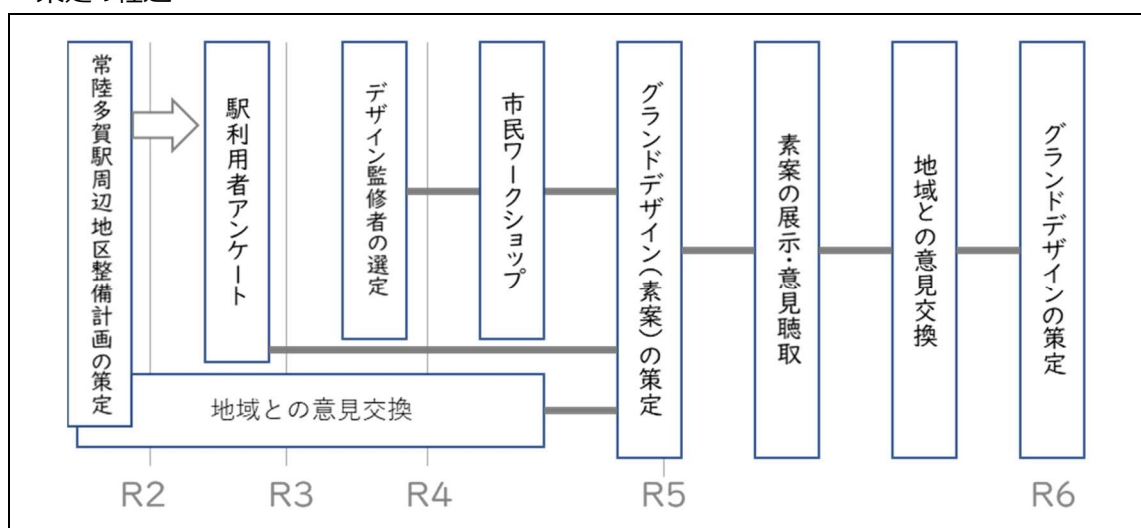 常陸多賀駅周辺地区整備計画の策定
駅利用者アンケート
デザイン監修者の選定
市民ワークショップ
グランドデザイン(素案)の策定
素案の展示・意見聴取
地域との意見交換
グランドデザインの策定
地域との意見交換
R2
R3
R4
R5
R6